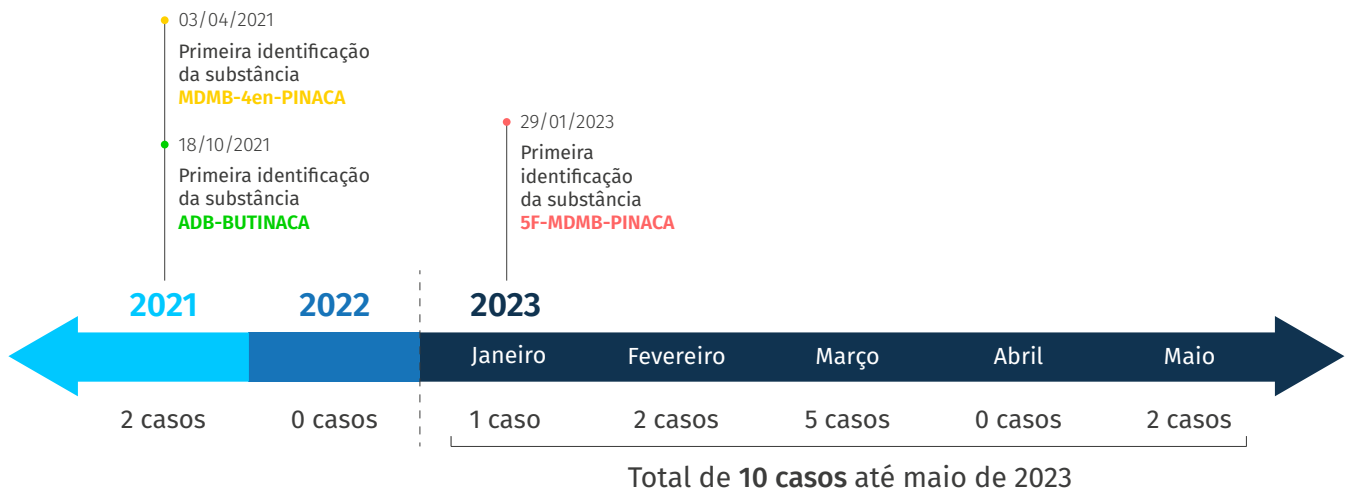 03/04/2021
Primeira identificação
da substância
MDMB-4en-PINACA
18/10/2021
Primeira identificação
da substância
ADB-BUTINACA
29/01/2023
Primeira
identificação
da substância
5F-MDMB-PINACA
2021
2022
2023
Janeiro
Fevereiro
Março
Abril
Maio
2 casos
0 casos
1 caso
2 casos
5 casos
0 casos
2 casos
Total de 10 casos até maio de 2023